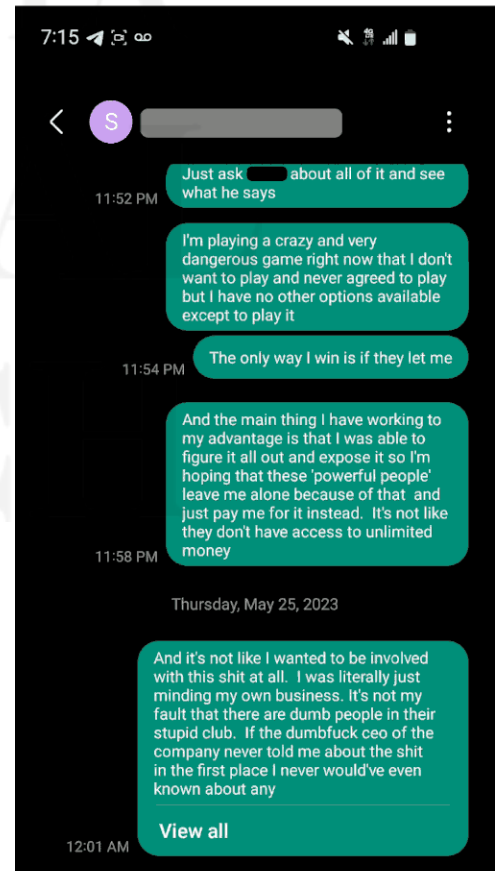 7:15
S
Just ask about all of it and see
what he says
11:52 PM
I'm playing a crazy and very
dangerous game right now that I don't
want to play and never agreed to play
but I have no other options available
except to play it
The only way I win is if they let me
11:54 PM
And the main thing I have working to
my advantage is that I was able to
figure it all out and expose it so I'm
hoping that these 'powerful people'
leave me alone because of that and
just pay me for it instead. It's not like
they don't have access to unlimited
money
11:58 PM
Thursday, May 25, 2023
And it's not like I wanted to be involved
with this shit at all. I was literally just
minding my own business. It's not my
fault that there are dumb people in their
stupid club. If the dumbfuck ceo of the
company never told me about the shit
in the first place I never would've even
known about any
View all
12:01 AM